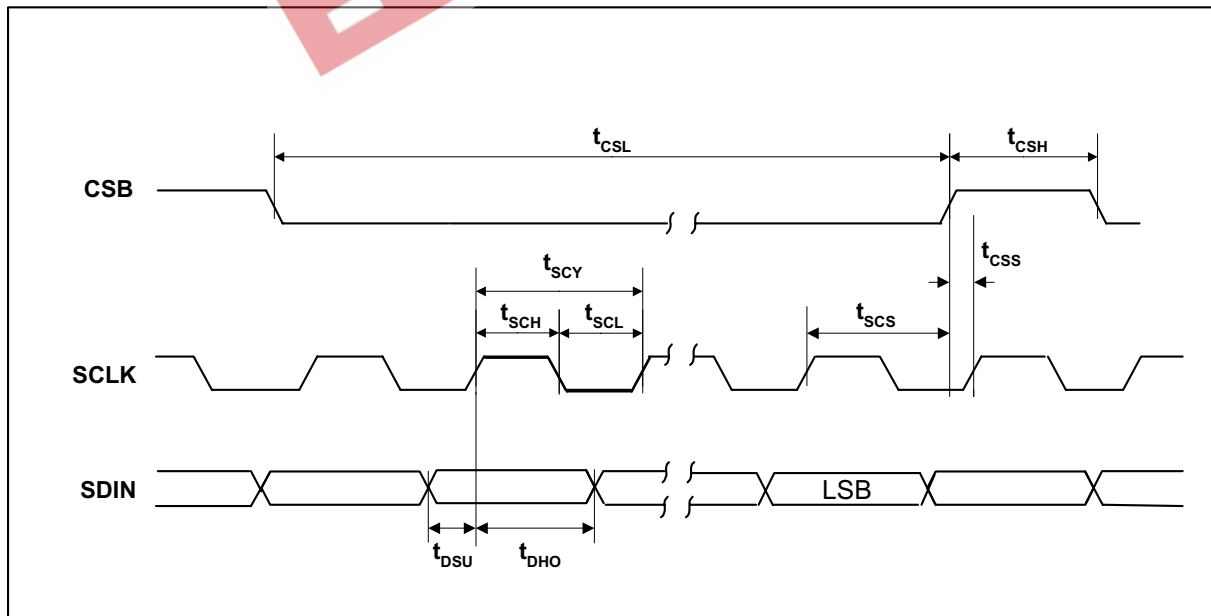 tCSL
tCSH
CSB
tCSS
tSCY
tSCH
tSCL
tSCS
SCLK
SDIN
LSB
tDSU
tDHO